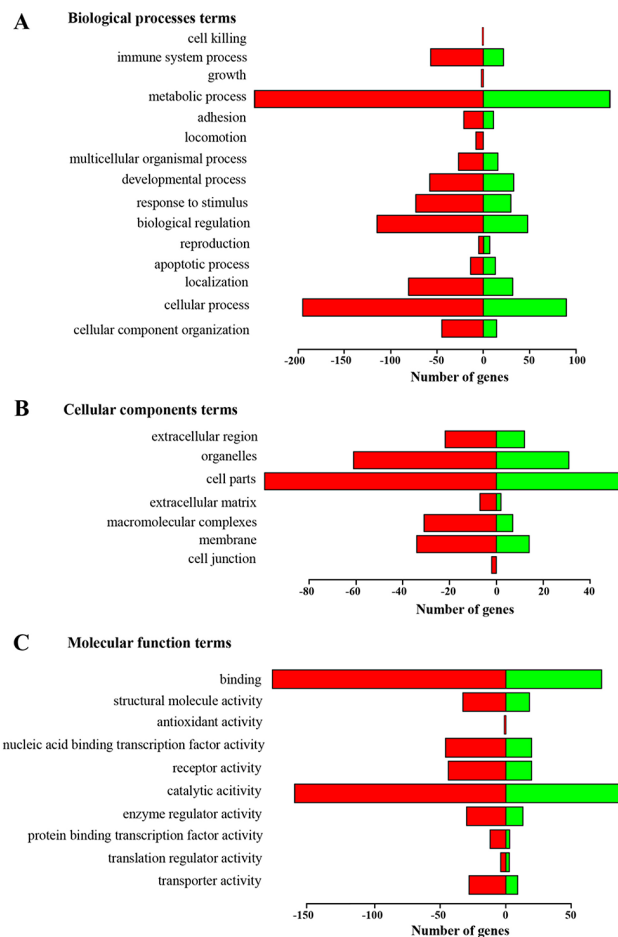 A Biological processes terms
cell killing
immune system process
growth
metabolic process
adhesion
locomotion
multicellular organismal process
developmental process
response to stimulus
biological regulation
reproduction
apoptotic process
localization
cellular process
cellular component organization
-200 -150 -100 -50 0 50 100
Number of genes
B Cellular components terms
extracellular region
organelles
cell parts
extracellular matrix
macromolecular complexes
membrane
cell junction
-80 -60 -40 -20 0 20 40
Number of genes
C Molecular function terms
binding
structural molecule activity
antioxidant activity
nucleic acid binding transcription factor activity
receptor activity
catalytic acitivity
enzyme regulator activity
protein binding transcription factor activity
translation regulator activity
transporter activity
-150 -100 -50 0 50
Number of genes